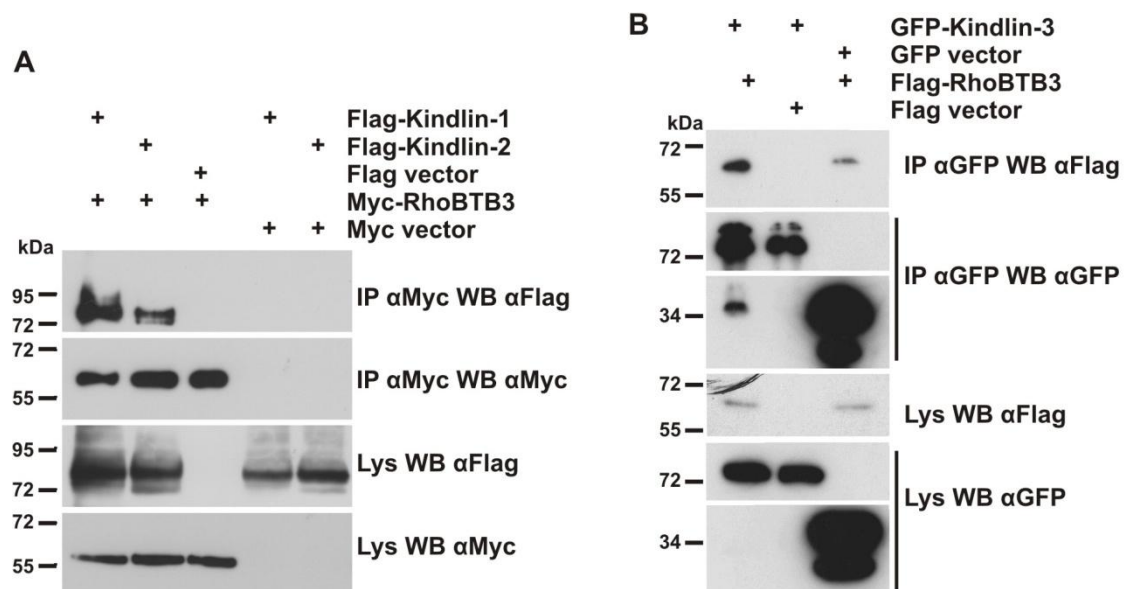 A
+ + Flag-Kindlin-1
+ + Flag-Kindlin-2
+ Flag vector
+ + + Myc-RhoBTB3
+ + Myc vector
kDa
95
72
IP αMyc WB αFlag
72
55
IP αMyc WB αMyc
95
72
Lys WB αFlag
72
55
Lys WB αMyc
B
+ + GFP-Kindlin-3
+ GFP vector
+ + Flag-RhoBTB3
+ Flag vector
kDa
72
55
IP αGFP WB αFlag
72
34
IP αGFP WB αGFP
72
55
Lys WB αFlag
72
34
Lys WB αGFP